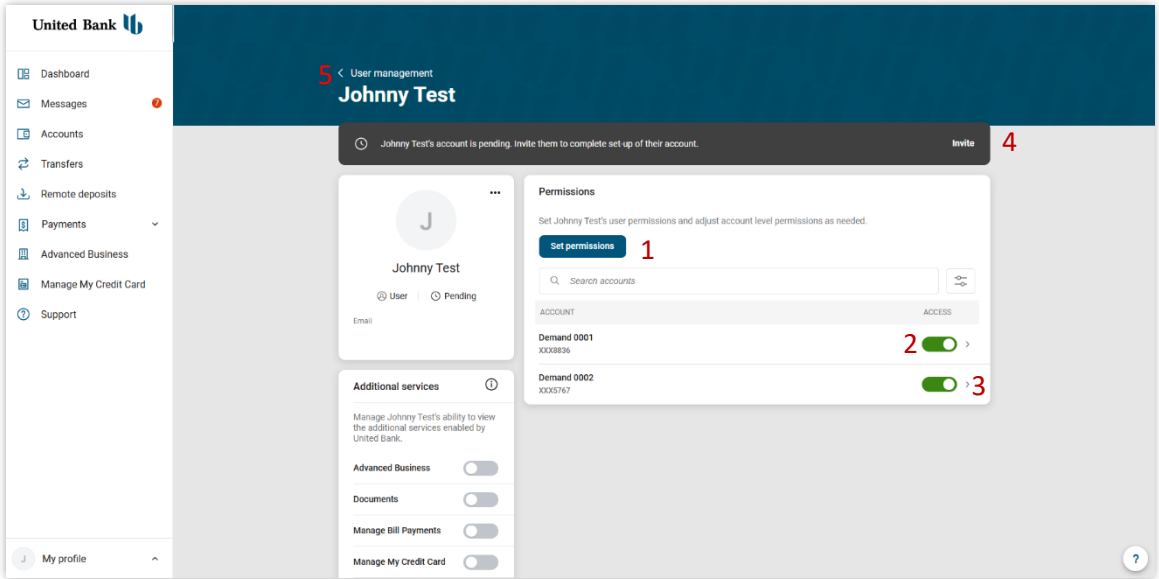 United Bank
Dashboard
Messages
7
Accounts
Transfers
Remote deposits
Payments
Advanced Business
Manage My Credit Card
Support
J
My profile
5
User management
Johnny Test
Johnny Test's account is pending. Invite them to complete set-up of their account.
Invite
4
J
Johnny Test
User
Pending
Email
Additional services
Manage Johnny Test's ability to view
the additional services enabled by
United Bank.
Advanced Business
Documents
Manage Bill Payments
Manage My Credit Card
Permissions
Set Johnny Test's user permissions and adjust account level permissions as needed.
Set permissions
1
Search accounts
ACCOUNT
ACCESS
Demand 0001
XXX8836
2
Demand 0002
XXX5767
3
?